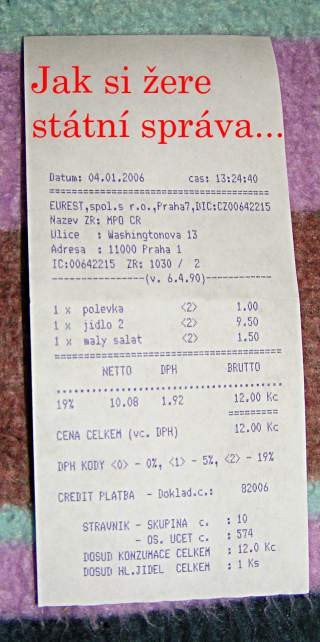 Jak si žere
státní správa...
Datum: 04.01.2006 cas: 13:24:40
========================================
EUREST,spol.s r.o.,Praha7,DIC:CZ00642215
Nazev ZR: MPO CR
Ulice : Washingtonova 13
Adresa : 11000 Praha 1
IC:00642215 ZR: 1030 / 2
-----------------(v. 6.4.90)------------
1 x polevka <2> 1.00
1 x jidlo 2 <2> 9.50
1 x maly salat <2> 1.50
========================================
NETTO DPH BRUTTO
........................................
19% 10.08 1.92 12.00 Kc
=========
CENA CELKEM (vc. DPH) 12.00 Kc
DPH KODY <0> - 0%, <1> - 5%, <2> - 19%
CREDIT PLATBA - Doklad.c.: 82006
STRAVNIK - SKUPINA c. : 10
- OS. UCET c. : 574
DOSUD KONZUMACE CELKEM : 12.0 Kc
DOSUD HL.JIDEL CELKEM : 1 Ks